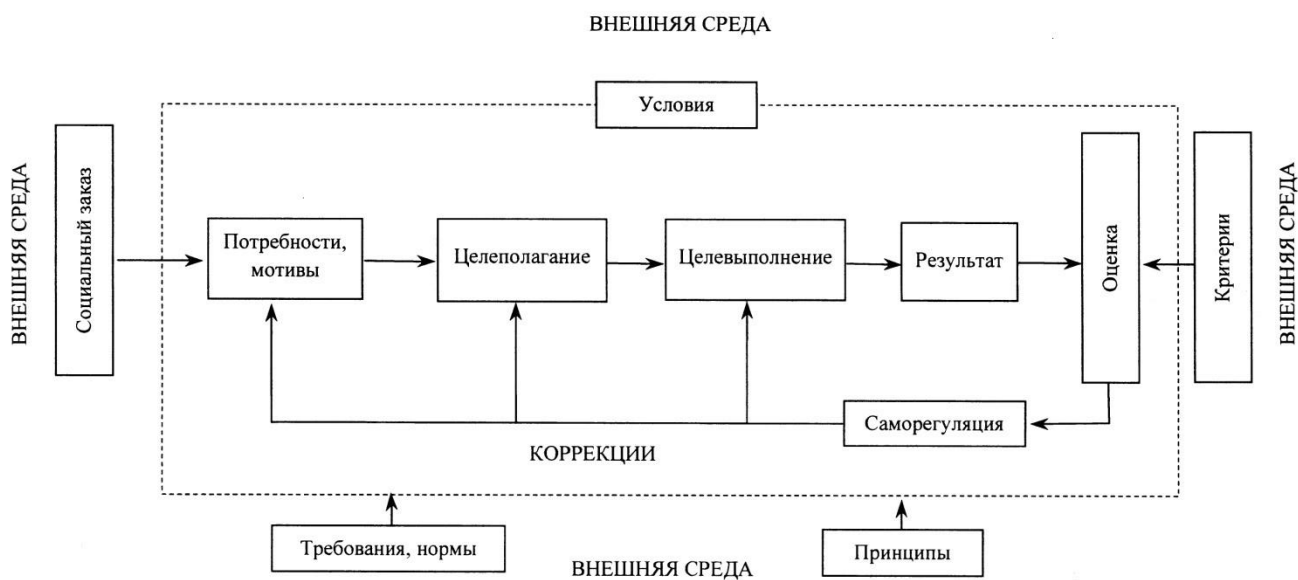 ВНЕШНЯЯ СРЕДА
Условия
ВНЕШНЯЯ СРЕДА
Социальный заказ
Потребности,
мотивы
Целеполагание
Целевыполнение
Результат
Оценка
Критерии
ВНЕШНЯЯ СРЕДА
Саморегуляция
КОРРЕКЦИИ
Требования, нормы
Принципы
ВНЕШНЯЯ СРЕДА